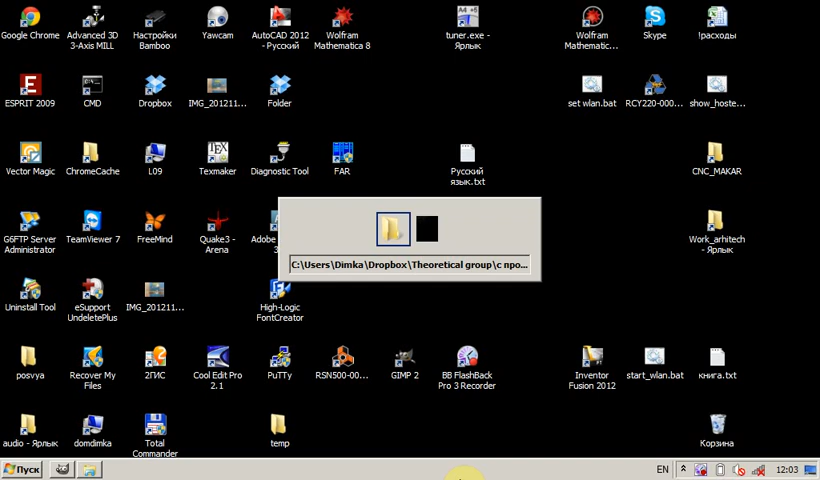 Google Chrome
Advanced 3D
3-Axis MILL
Настройки
Bamboo
Yawcam
AutoCAD 2012
- Русский
Wolfram
Mathematica 8
tuner.exe -
Ярлык
Wolfram
Mathematic...
Skype
!расходы
ESPRIT 2009
CMD
Dropbox
IMG_201211...
Folder
set wlan.bat
RCY220-000...
show_hoste...
Vector Magic
ChromeCache
L09
Texmaker
Diagnostic Tool
FAR
Русский
язык.txt
CNC_MAKAR
C:\Users\Dimka\Dropbox\Theoretical group\с про...
G6FTP Server
Administrator
TeamViewer 7
FreeMind
Quake3 -
Arena
Adobe
Work_arhitech
- Ярлык
Uninstall Tool
eSupport
UndeletePlus
IMG_201211...
High-Logic
FontCreator
posvya
Recover My
Files
2ГИС
Cool Edit Pro
2.1
PuTTy
RSN500-00...
GIMP 2
BB FlashBack
Pro 3 Recorder
Inventor
Fusion 2012
start_wlan.bat
книга.txt
audio - Ярлык
domdimka
Total
Commander
temp
Корзина
Пуск
EN
12:03